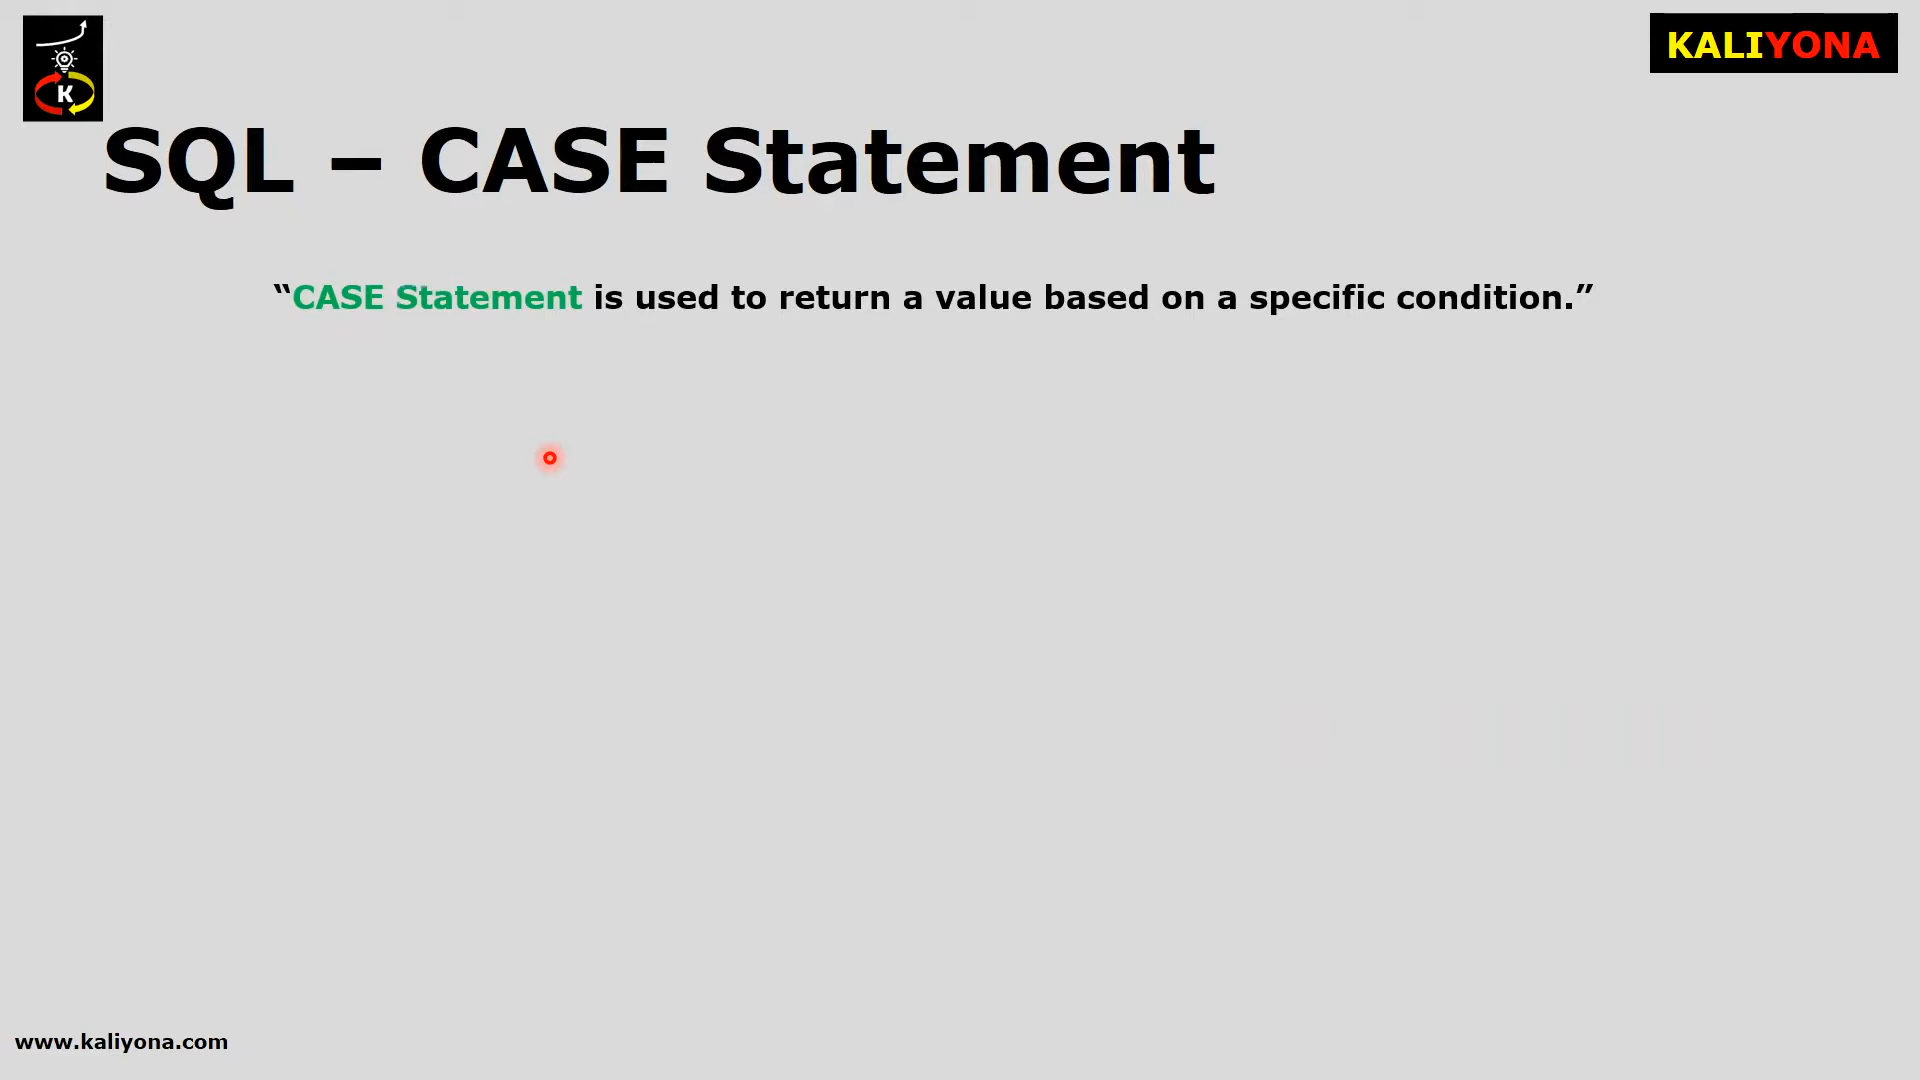 K
KALIYONA
SQL – CASE Statement
“CASE Statement is used to return a value based on a specific condition.”
www.kaliyona.com